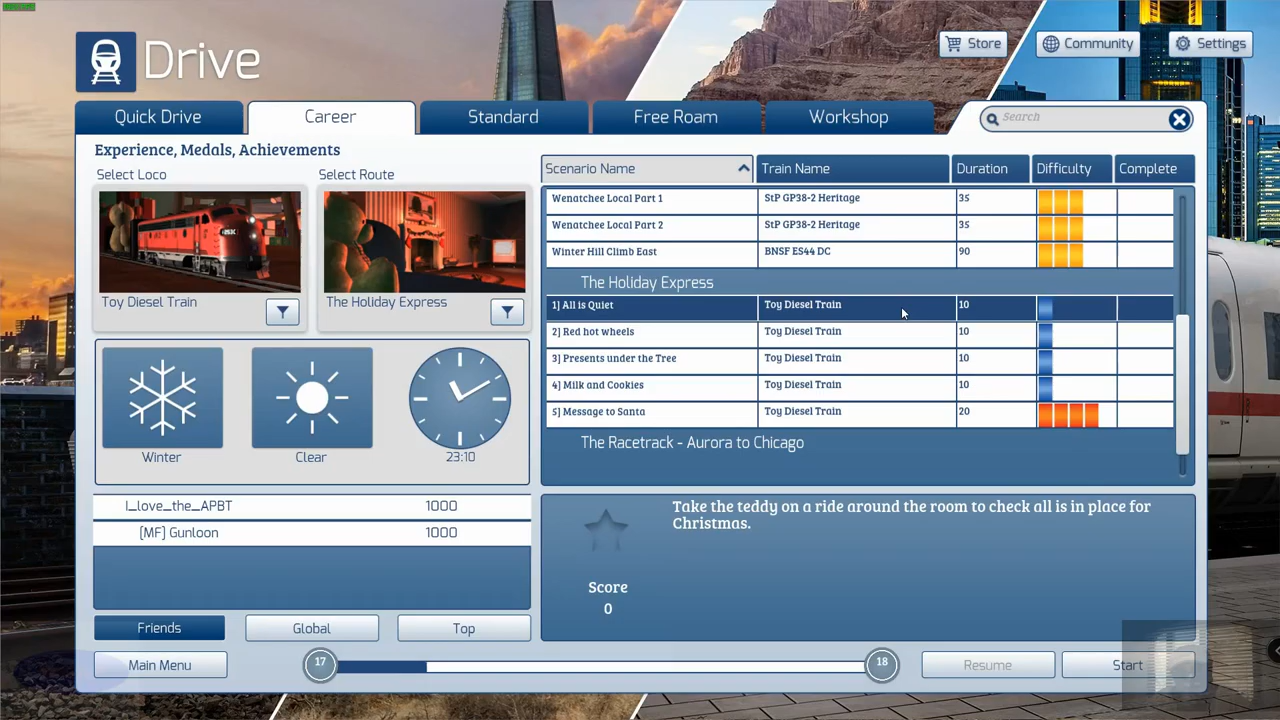 Drive
Store
Community
Settings
Quick Drive
Career
Standard
Free Roam
Workshop
Search
Experience, Medals, Achievements
Select Loco
Select Route
Toy Diesel Train
The Holiday Express
Winter
Clear
23:10
I_love_the_APBT 1000
[MF] Gunloon 1000
Friends
Global
Top
Scenario Name Train Name Duration Difficulty Complete
Wenatchee Local Part 1 StP GP38-2 Heritage 35
Wenatchee Local Part 2 StP GP38-2 Heritage 35
Winter Hill Climb East BNSF ES44 DC 90
The Holiday Express
1] All is Quiet Toy Diesel Train 10
2] Red hot wheels Toy Diesel Train 10
3] Presents under the Tree Toy Diesel Train 10
4] Milk and Cookies Toy Diesel Train 10
5] Message to Santa Toy Diesel Train 20
The Racetrack - Aurora to Chicago
Take the teddy on a ride around the room to check all is in place for
Christmas.
Score
0
Main Menu
17
18
Resume
Start